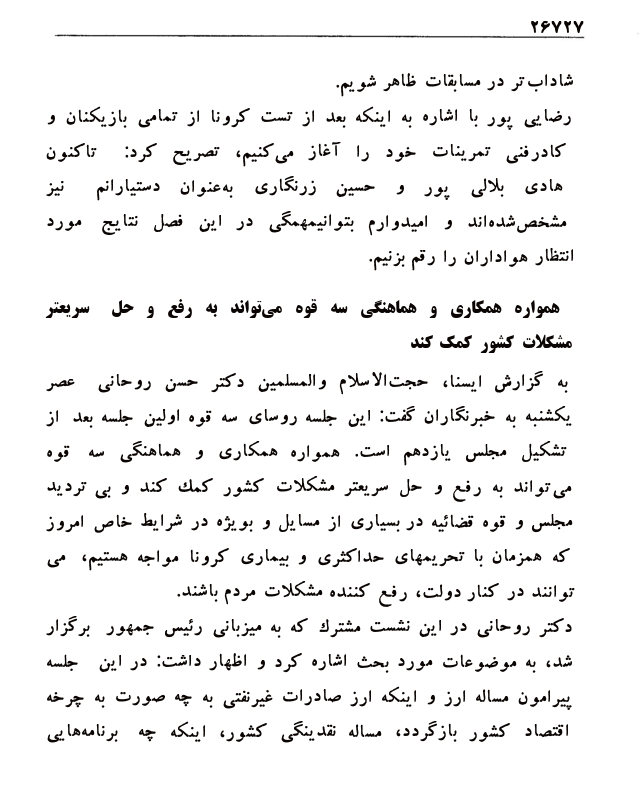 ۲۶۷۲۷
شاداب‌تر در مسابقات ظاهر شویم.
رضایی پور با اشاره به اینکه بعد از تست کرونا از تمامی بازیکنان و
کادرفنی تمرینات خود را آغاز می‌کنیم، تصریح کرد: تاکنون
هادی بلالی پور و حسین زرنگاری به‌عنوان دستیارانم نیز
مشخص‌شده‌اند و امیدوارم بتوانیمهمگی در این فصل نتایج مورد
انتظار هواداران را رقم بزنیم.
همواره همکاری و هماهنگی سه قوه می‌تواند به رفع و حل سریعتر
مشکلات کشور کمک کند
به گزارش ایسنا، حجت‌الاسلام والمسلمین دکتر حسن روحانی عصر
یکشنبه به خبرنگاران گفت: این جلسه روسای سه قوه اولین جلسه بعد از
تشکیل مجلس یازدهم است. همواره همکاری و هماهنگی سه قوه
می‌تواند به رفع و حل سریعتر مشکلات کشور کمك کند و بی تردید
مجلس و قوه قضائیه در بسیاری از مسایل و بویژه در شرایط خاص امروز
که همزمان با تحریمهای حداکثری و بیماری کرونا مواجه هستیم، می
توانند در کنار دولت، رفع کننده مشکلات مردم باشند.
دکتر روحانی در این نشست مشترك که به میزبانی رئیس جمهور برگزار
شد، به موضوعات مورد بحث اشاره کرد و اظهار داشت: در این جلسه
پیرامون مساله ارز و اینکه ارز صادرات غیرنفتی به چه صورت به چرخه
اقتصاد کشور بازگردد، مساله نقدینگی کشور، اینکه چه برنامه‌هایی